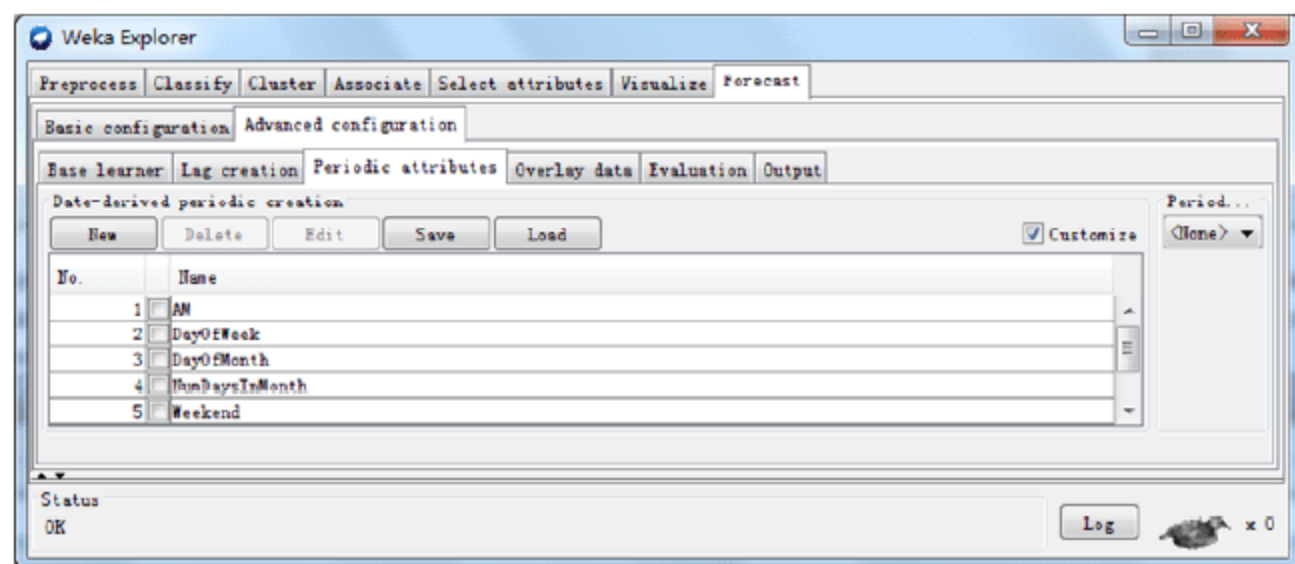 Weka Explorer
Preprocess Classify Cluster Associate Select attributes Visualize Forecast
Basic configuration Advanced configuration
Base learner Lag creation Periodic attributes Overlay data Evaluation Output
Date-derived periodic creation Period...
New Delete Edit Save Load Customize <None>
No. Name
1 AM
2 DayOfWeek
3 DayOfMonth
4 NumDaysInMonth
5 Weekend
Status
OK Log x 0